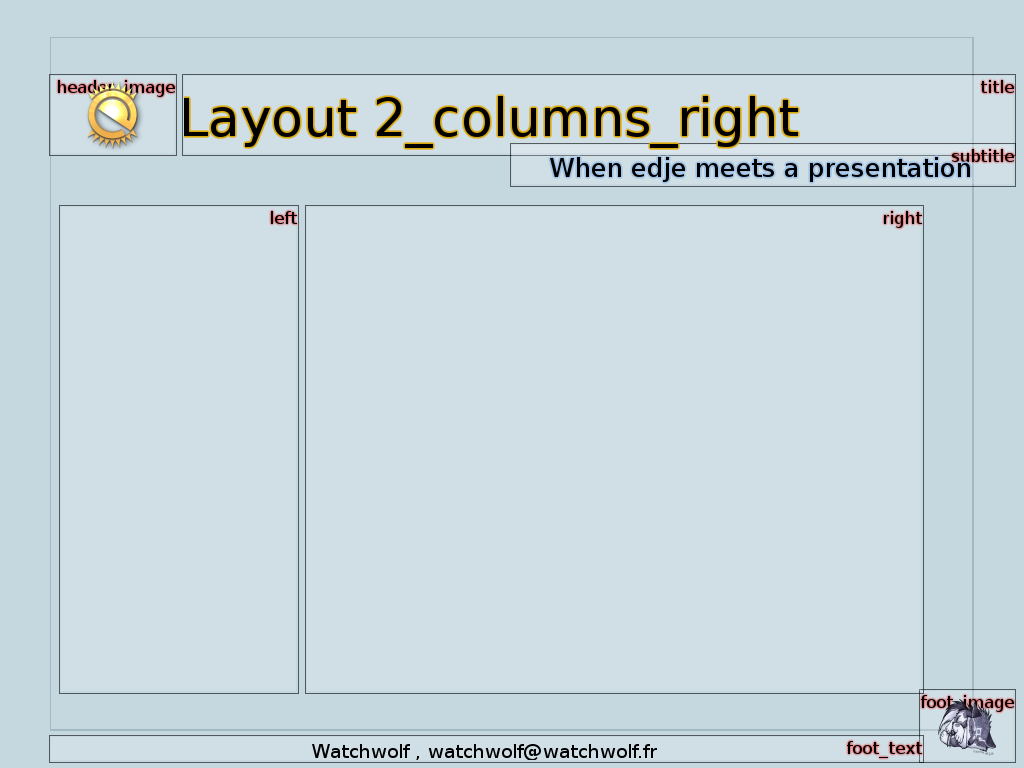 header_image
title
Layout 2_columns_right
subtitle
When edje meets a presentation
left
right
foot_image
foot_text
Watchwolf , watchwolf@watchwolf.fr